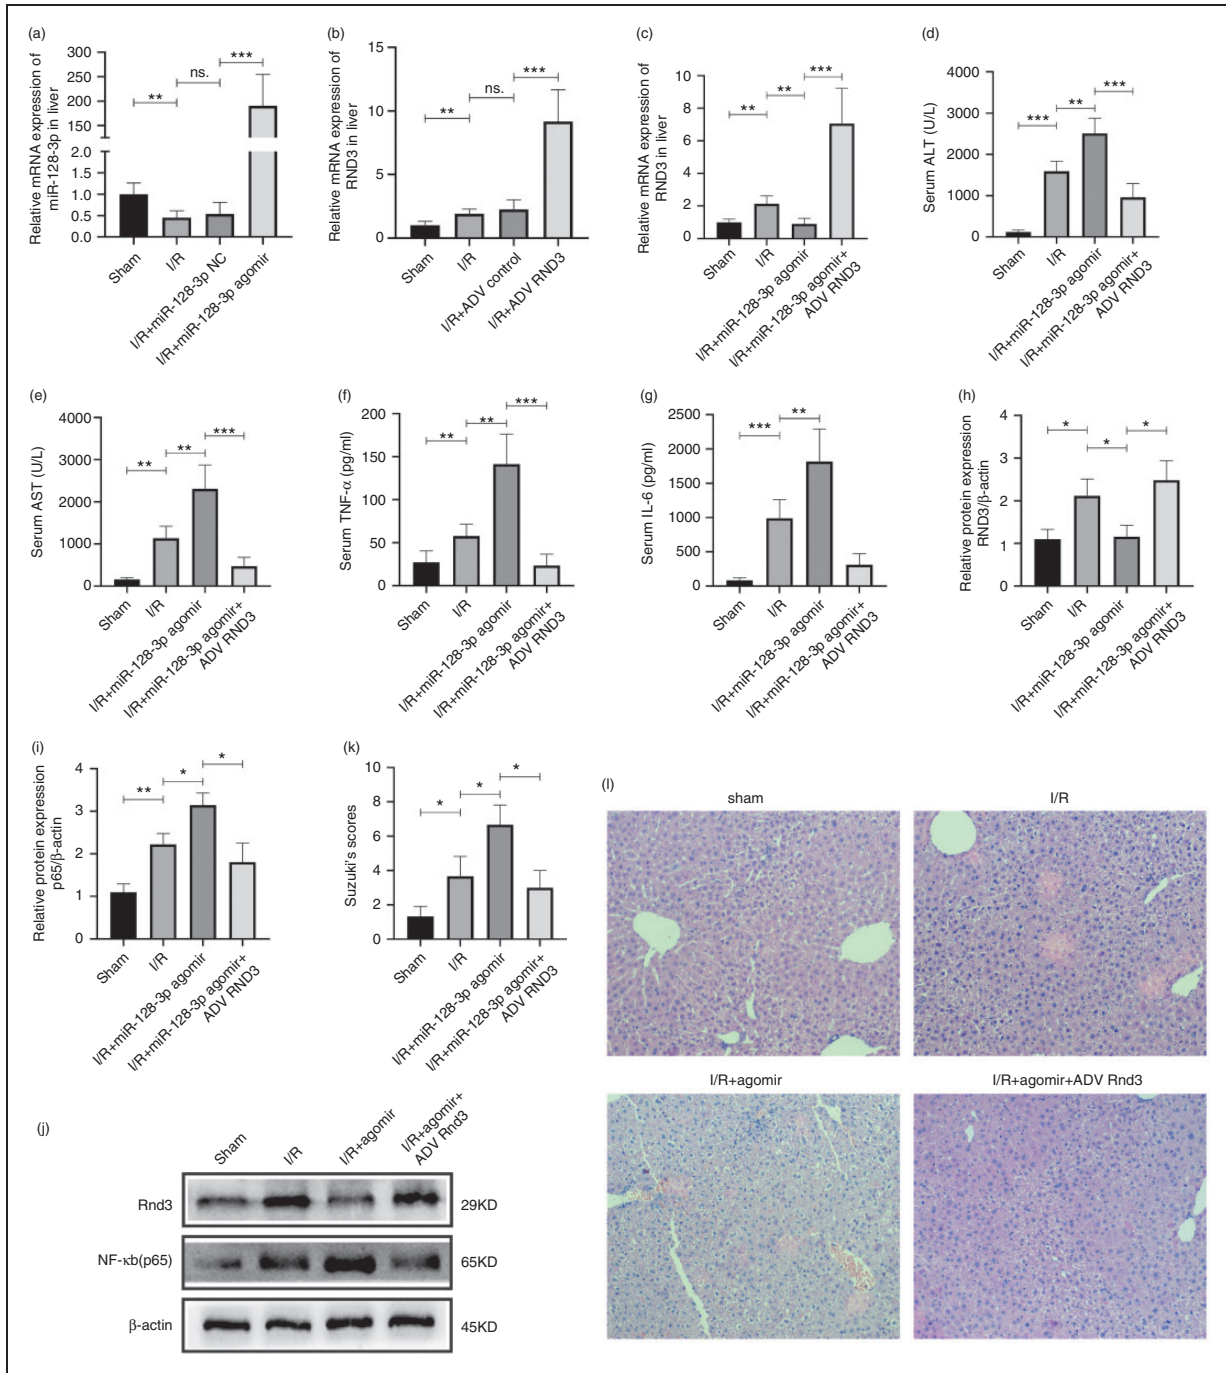 (a)
Relative mRNA expression of
miR-128-3p in liver
300
250
200
150
100
50
2.0
1.5
1.0
0.5
0.0
**
ns.
***
Sham
I/R
I/R+miR-128-3p NC
I/R+miR-128-3p agomir
(b)
Relative mRNA expression of
RND3 in liver
15
10
5
0
**
ns.
***
Sham
I/R
I/R+ADV control
I/R+ADV RND3
(c)
Relative mRNA expression of
RND3 in liver
10
8
6
4
2
0
**
**
***
Sham
I/R
I/R+miR-128-3p agomir
I/R+miR-128-3p agomir+
ADV RND3
(d)
Serum ALT (U/L)
4000
3000
2000
1000
0
***
**
***
Sham
I/R
I/R+miR-128-3p agomir
I/R+miR-128-3p agomir+
ADV RND3
(e)
Serum AST (U/L)
4000
3000
2000
1000
0
**
**
***
Sham
I/R
I/R+miR-128-3p agomir
I/R+miR-128-3p agomir+
ADV RND3
(f)
Serum TNF-α (pg/ml)
200
150
100
50
0
**
**
***
Sham
I/R
I/R+miR-128-3p agomir
I/R+miR-128-3p agomir+
ADV RND3
(g)
Serum IL-6 (pg/ml)
2500
2000
1500
1000
500
0
***
**
Sham
I/R
I/R+miR-128-3p agomir
I/R+miR-128-3p agomir+
ADV RND3
(h)
Relative protein expression
RND3/β-actin
4
3
2
1
0
*
*
*
Sham
I/R
I/R+miR-128-3p agomir
I/R+miR-128-3p agomir+
ADV RND3
(i)
Relative protein expression
p65/β-actin
4
3
2
1
0
**
*
*
Sham
I/R
I/R+miR-128-3p agomir
I/R+miR-128-3p agomir+
ADV RND3
(k)
Suzuki's scores
10
8
6
4
2
0
*
*
*
Sham
I/R
I/R+miR-128-3p agomir
I/R+miR-128-3p agomir+
ADV RND3
(l)
sham
I/R
I/R+agomir
I/R+agomir+ADV Rnd3
(j)
Sham
I/R
I/R+agomir
I/R+agomir+
ADV Rnd3
Rnd3
29KD
NF-κb(p65)
65KD
β-actin
45KD